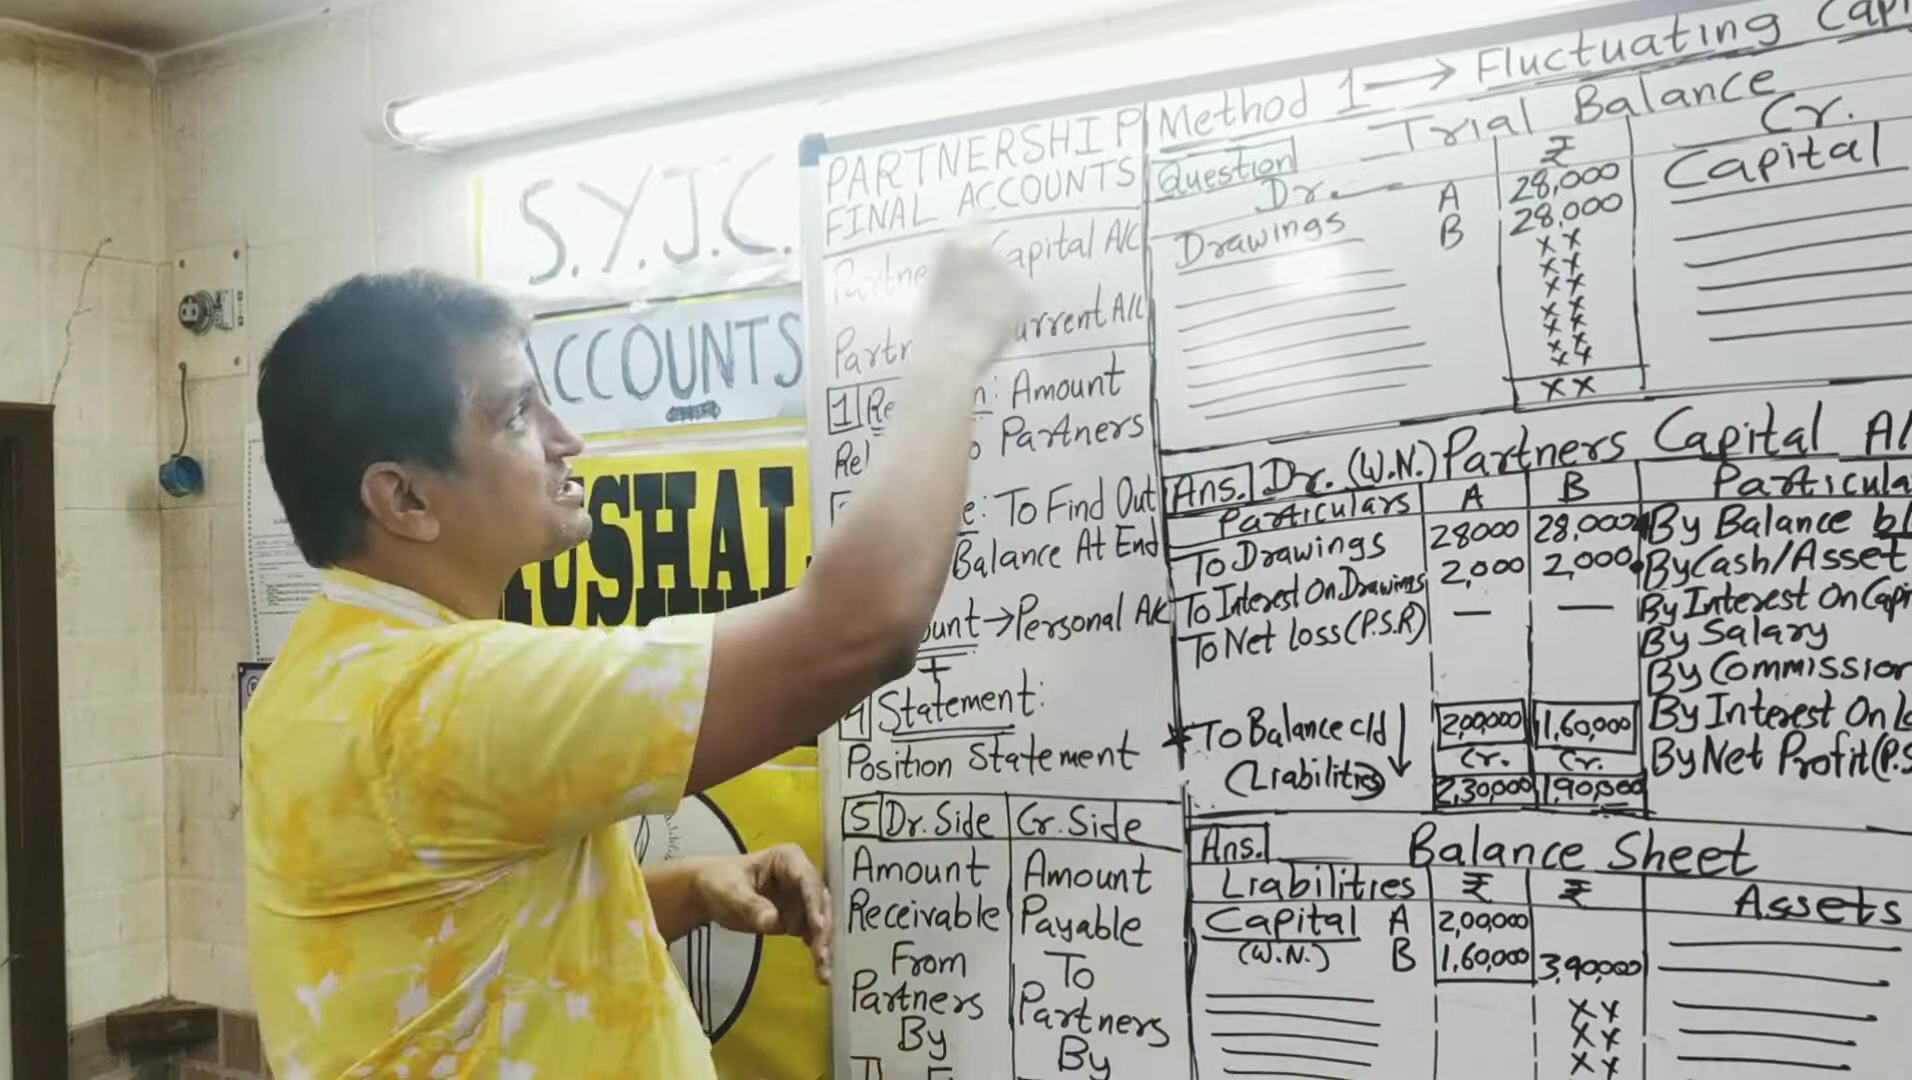 S.Y.J.C.
ACCOUNTS
USHAL
PARTNERSHIP
FINAL ACCOUNTS
Capital A/c
A/c
1 : Amount
Partners
: To Find Out
Balance At End
→Personal A/c
+
4 Statement:
Position Statement
5 Dr. Side Cr. Side
Amount Amount
Receivable Payable
From To
Partners Partners
By By
Method 1 → Fluctuating
Trial Balance
Question
Dr. ₹ Cr.
Drawings A 28,000 Capital
B 28,000
xx
xx
xx
xx
xx
xx
xx
Ans. Dr. (W.N.) Partners Capital A/
Particulars A B
To Drawings 28000 28,000 By Balance
To Interest On Drawings 2,000 2,000 By Cash/Asset
To Net Loss (P.S.R) — — By Interest On
By Salary
By Commission
To Balance c/d 2,00,000 1,60,000 By Interest On
(Liabilities) Cr. Cr. By Net Profit
2,30,000 1,90,000
Ans. Balance Sheet
Liabilities ₹ ₹ Assets
Capital A 2,00,000
(W.N.) B 1,60,000 3,90,000
xx
xx
xx